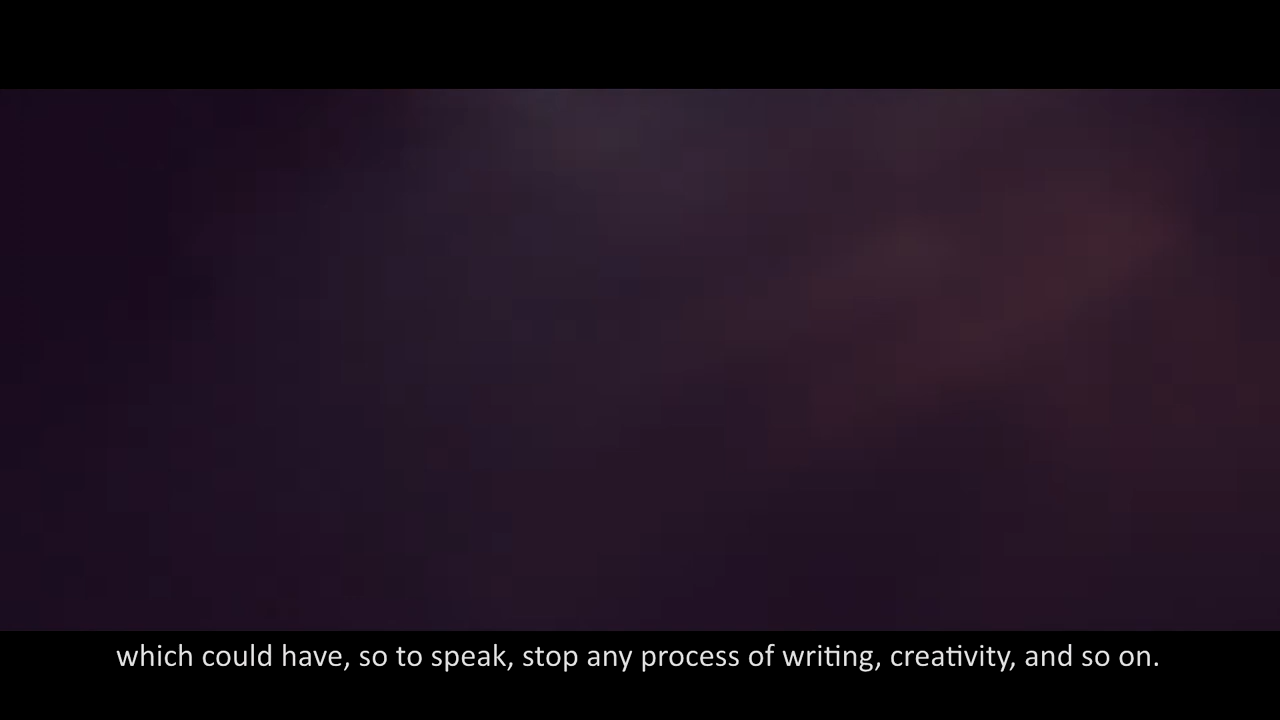 which could have, so to speak, stop any process of writing, creativity, and so on.